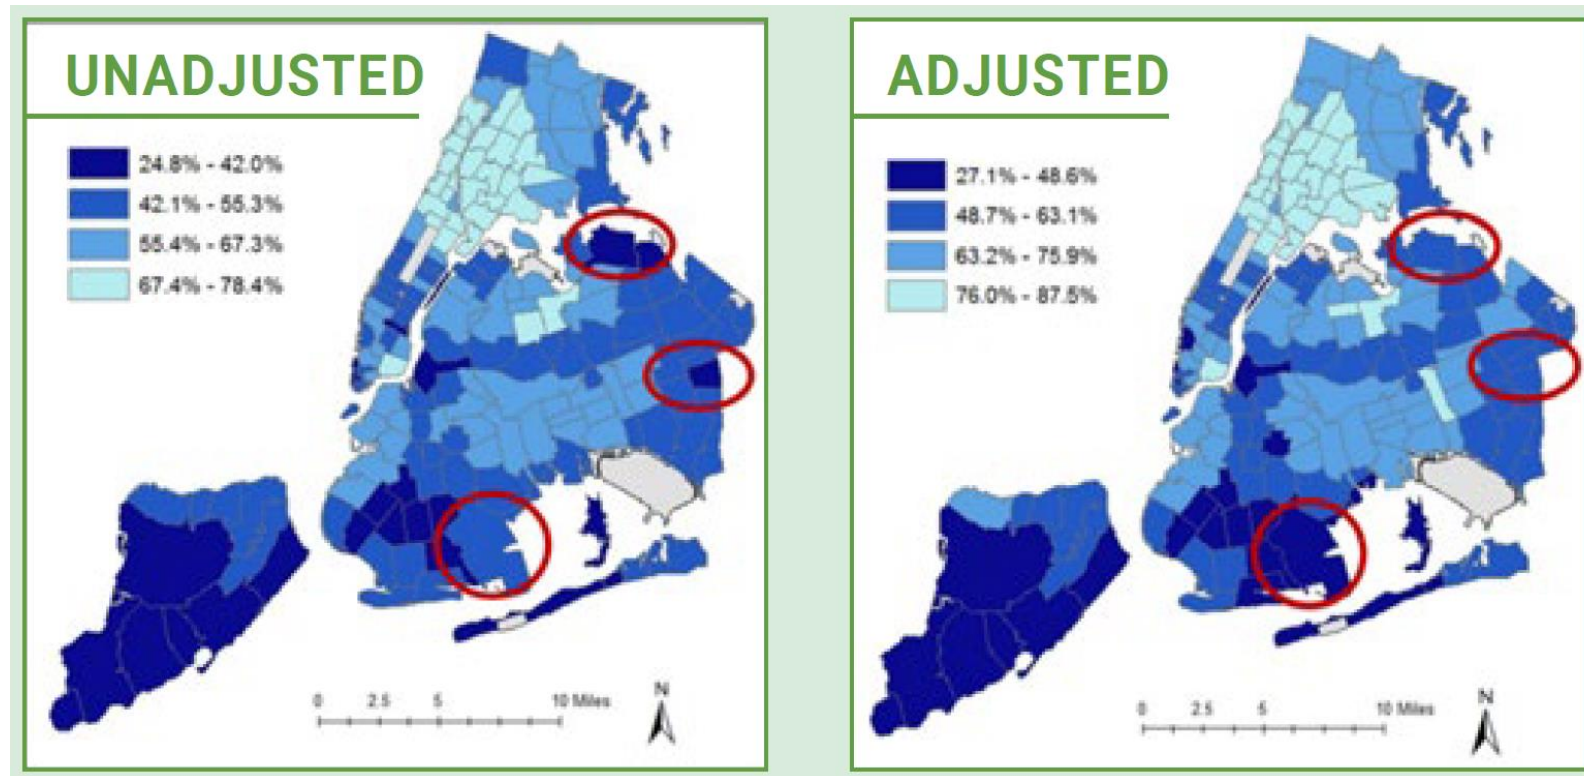 UNADJUSTED
24.8% - 42.0%
42.1% - 55.3%
55.4% - 67.3%
67.4% - 78.4%
0 2.5 5 10 Miles
N
ADJUSTED
27.1% - 48.6%
48.7% - 63.1%
63.2% - 75.9%
76.0% - 87.5%
0 2.5 5 10 Miles
N